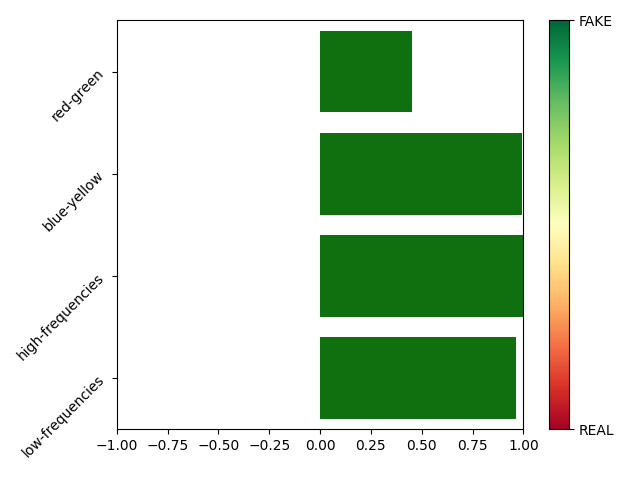 FAKE
red-green
blue-yellow
high-frequencies
low-frequencies
−1.00 −0.75 −0.50 −0.25 0.00 0.25 0.50 0.75 1.00
REAL